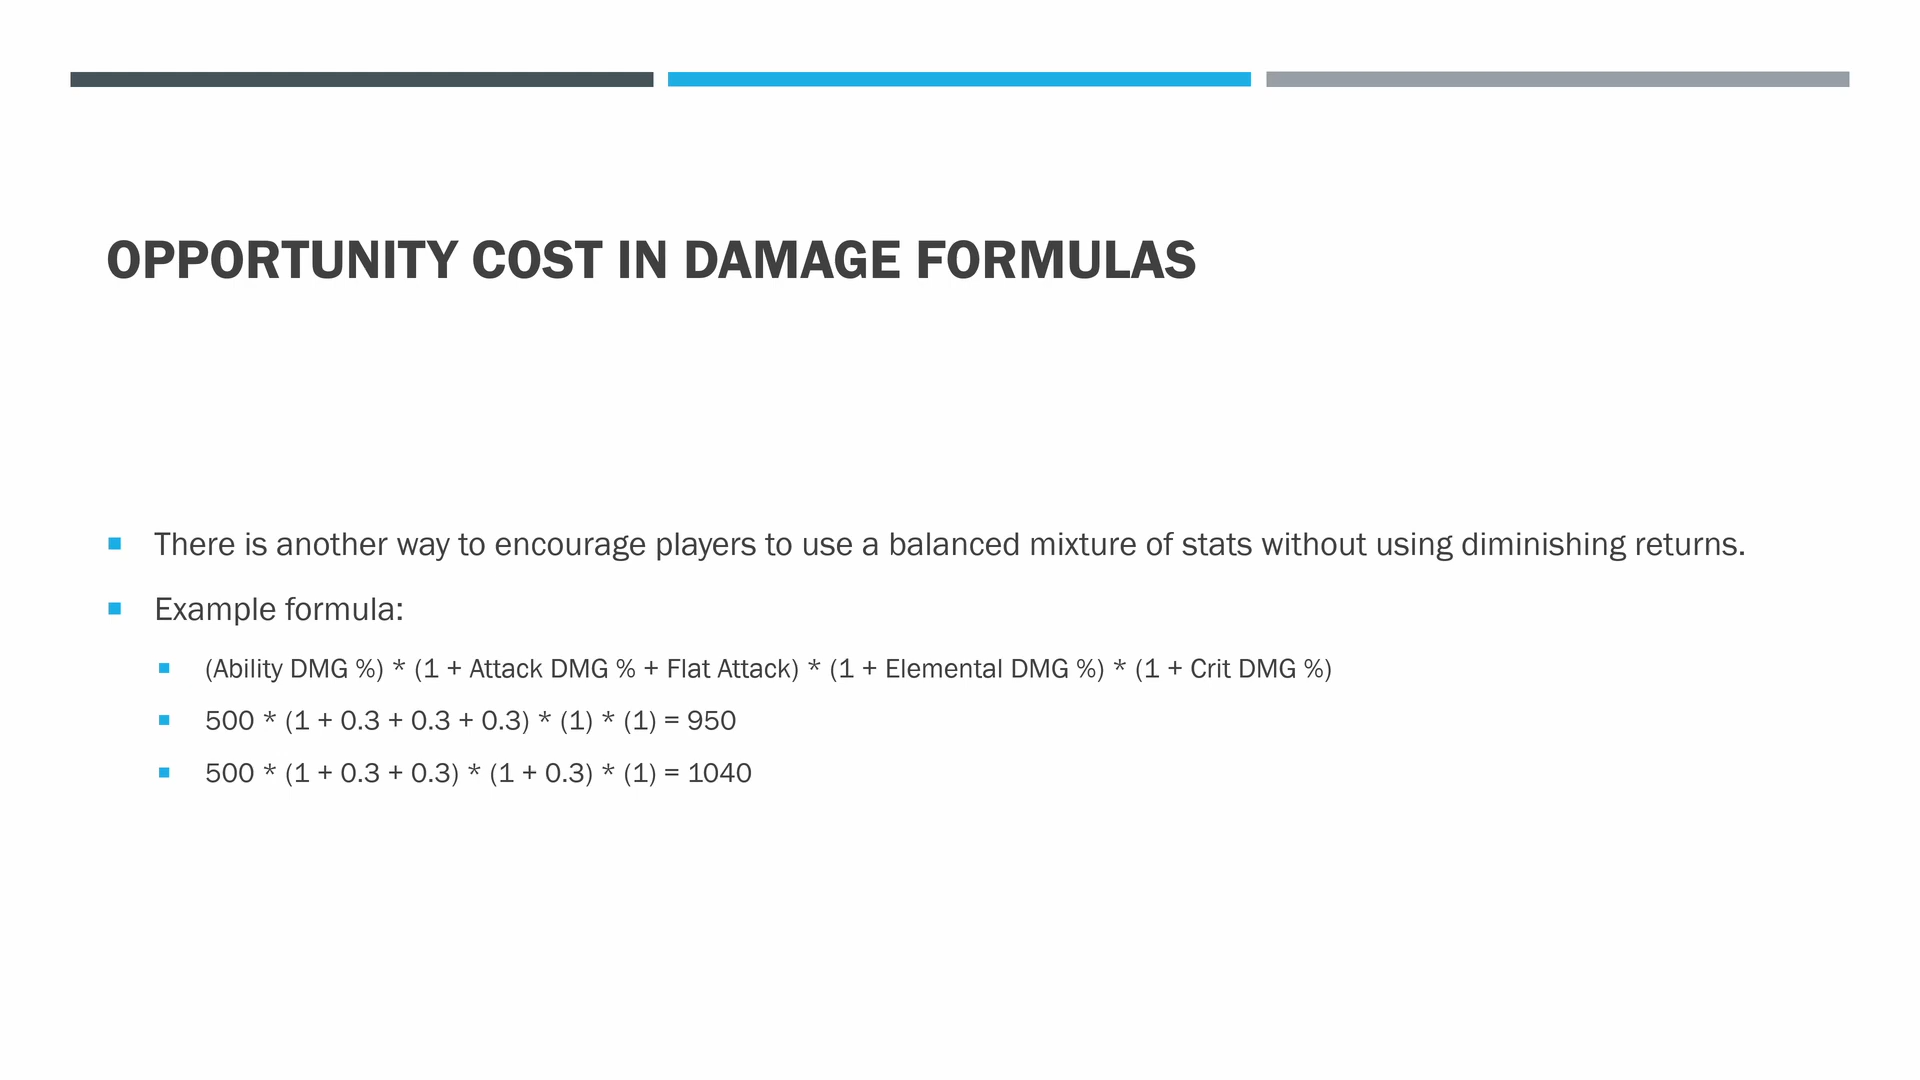 OPPORTUNITY COST IN DAMAGE FORMULAS
There is another way to encourage players to use a balanced mixture of stats without using diminishing returns.
Example formula:
(Ability DMG %) * (1 + Attack DMG % + Flat Attack) * (1 + Elemental DMG %) * (1 + Crit DMG %)
500 * (1 + 0.3 + 0.3 + 0.3) * (1) * (1) = 950
500 * (1 + 0.3 + 0.3) * (1 + 0.3) * (1) = 1040